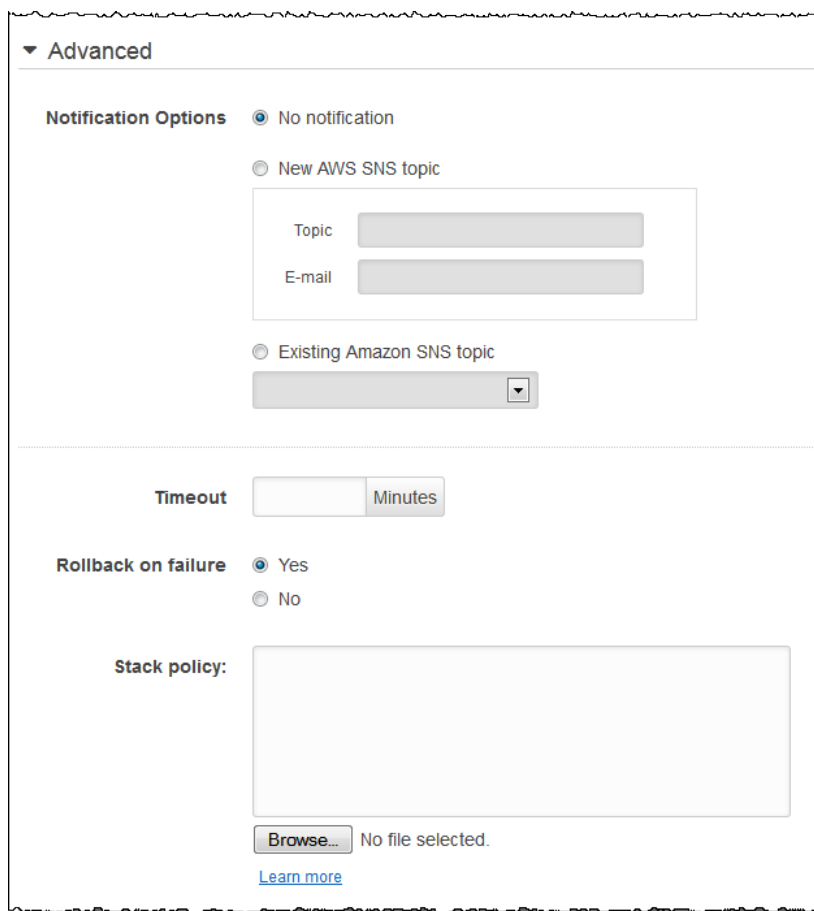 Advanced
Notification Options
No notification
New AWS SNS topic
Topic
E-mail
Existing Amazon SNS topic
Timeout
Minutes
Rollback on failure
Yes
No
Stack policy:
Browse... No file selected.
Learn more